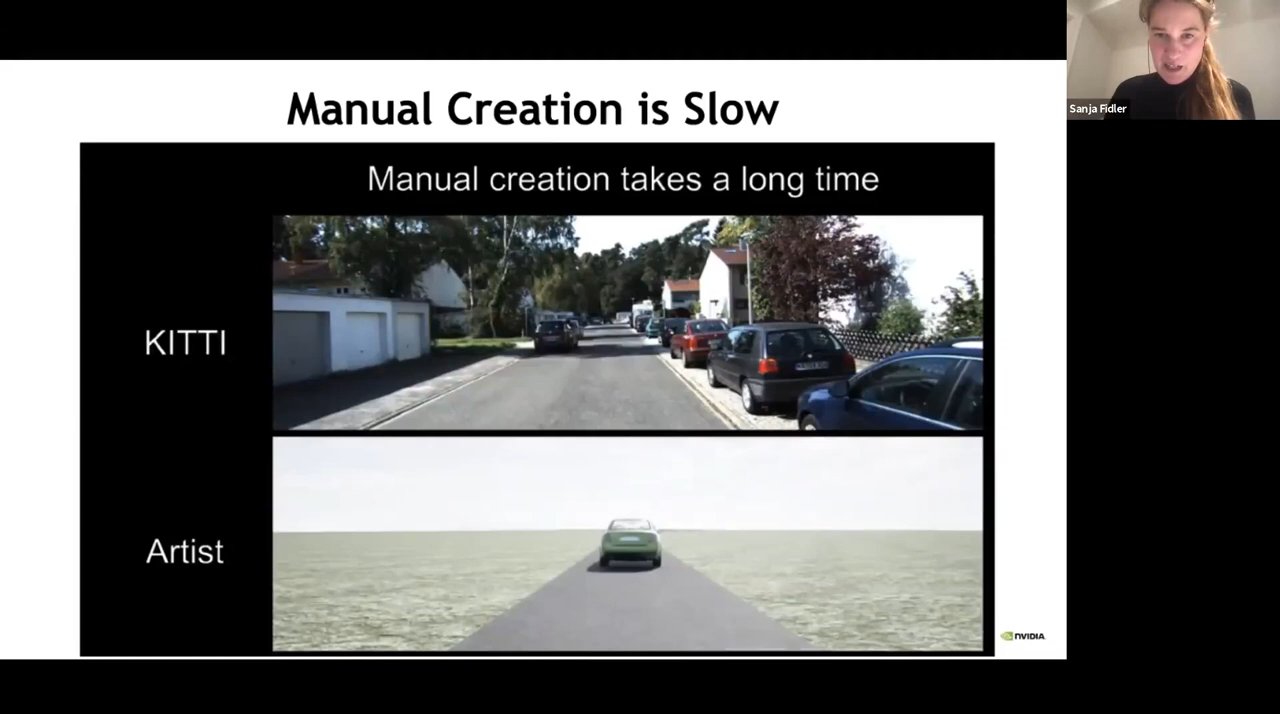 Manual Creation is Slow
Sanja Fidler
Manual creation takes a long time
KITTI
Artist
NVIDIA